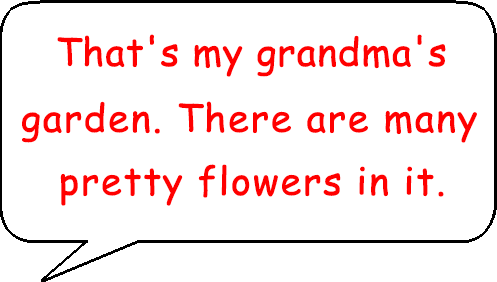 That's my grandma's
garden. There are many
pretty flowers in it.